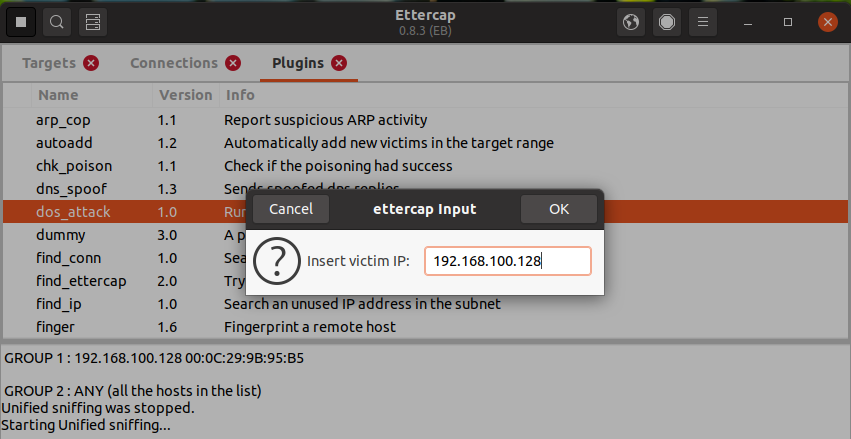 Ettercap
0.8.3 (EB)
Targets Connections Plugins
Name Version Info
arp_cop 1.1 Report suspicious ARP activity
autoadd 1.2 Automatically add new victims in the target range
chk_poison 1.1 Check if the poisoning had success
dns_spoof 1.3 Sends spoofed dns replies
dos_attack 1.0
Cancel ettercap Input OK
dummy 3.0 A
? Insert victim IP: 192.168.100.128
find_conn 1.0
find_ettercap 2.0 Try
find_ip 1.0 Search an unused IP address in the subnet
finger 1.6 Fingerprint a remote host
GROUP 1 : 192.168.100.128 00:0C:29:9B:95:B5
GROUP 2 : ANY (all the hosts in the list)
Unified sniffing was stopped.
Starting Unified sniffing...